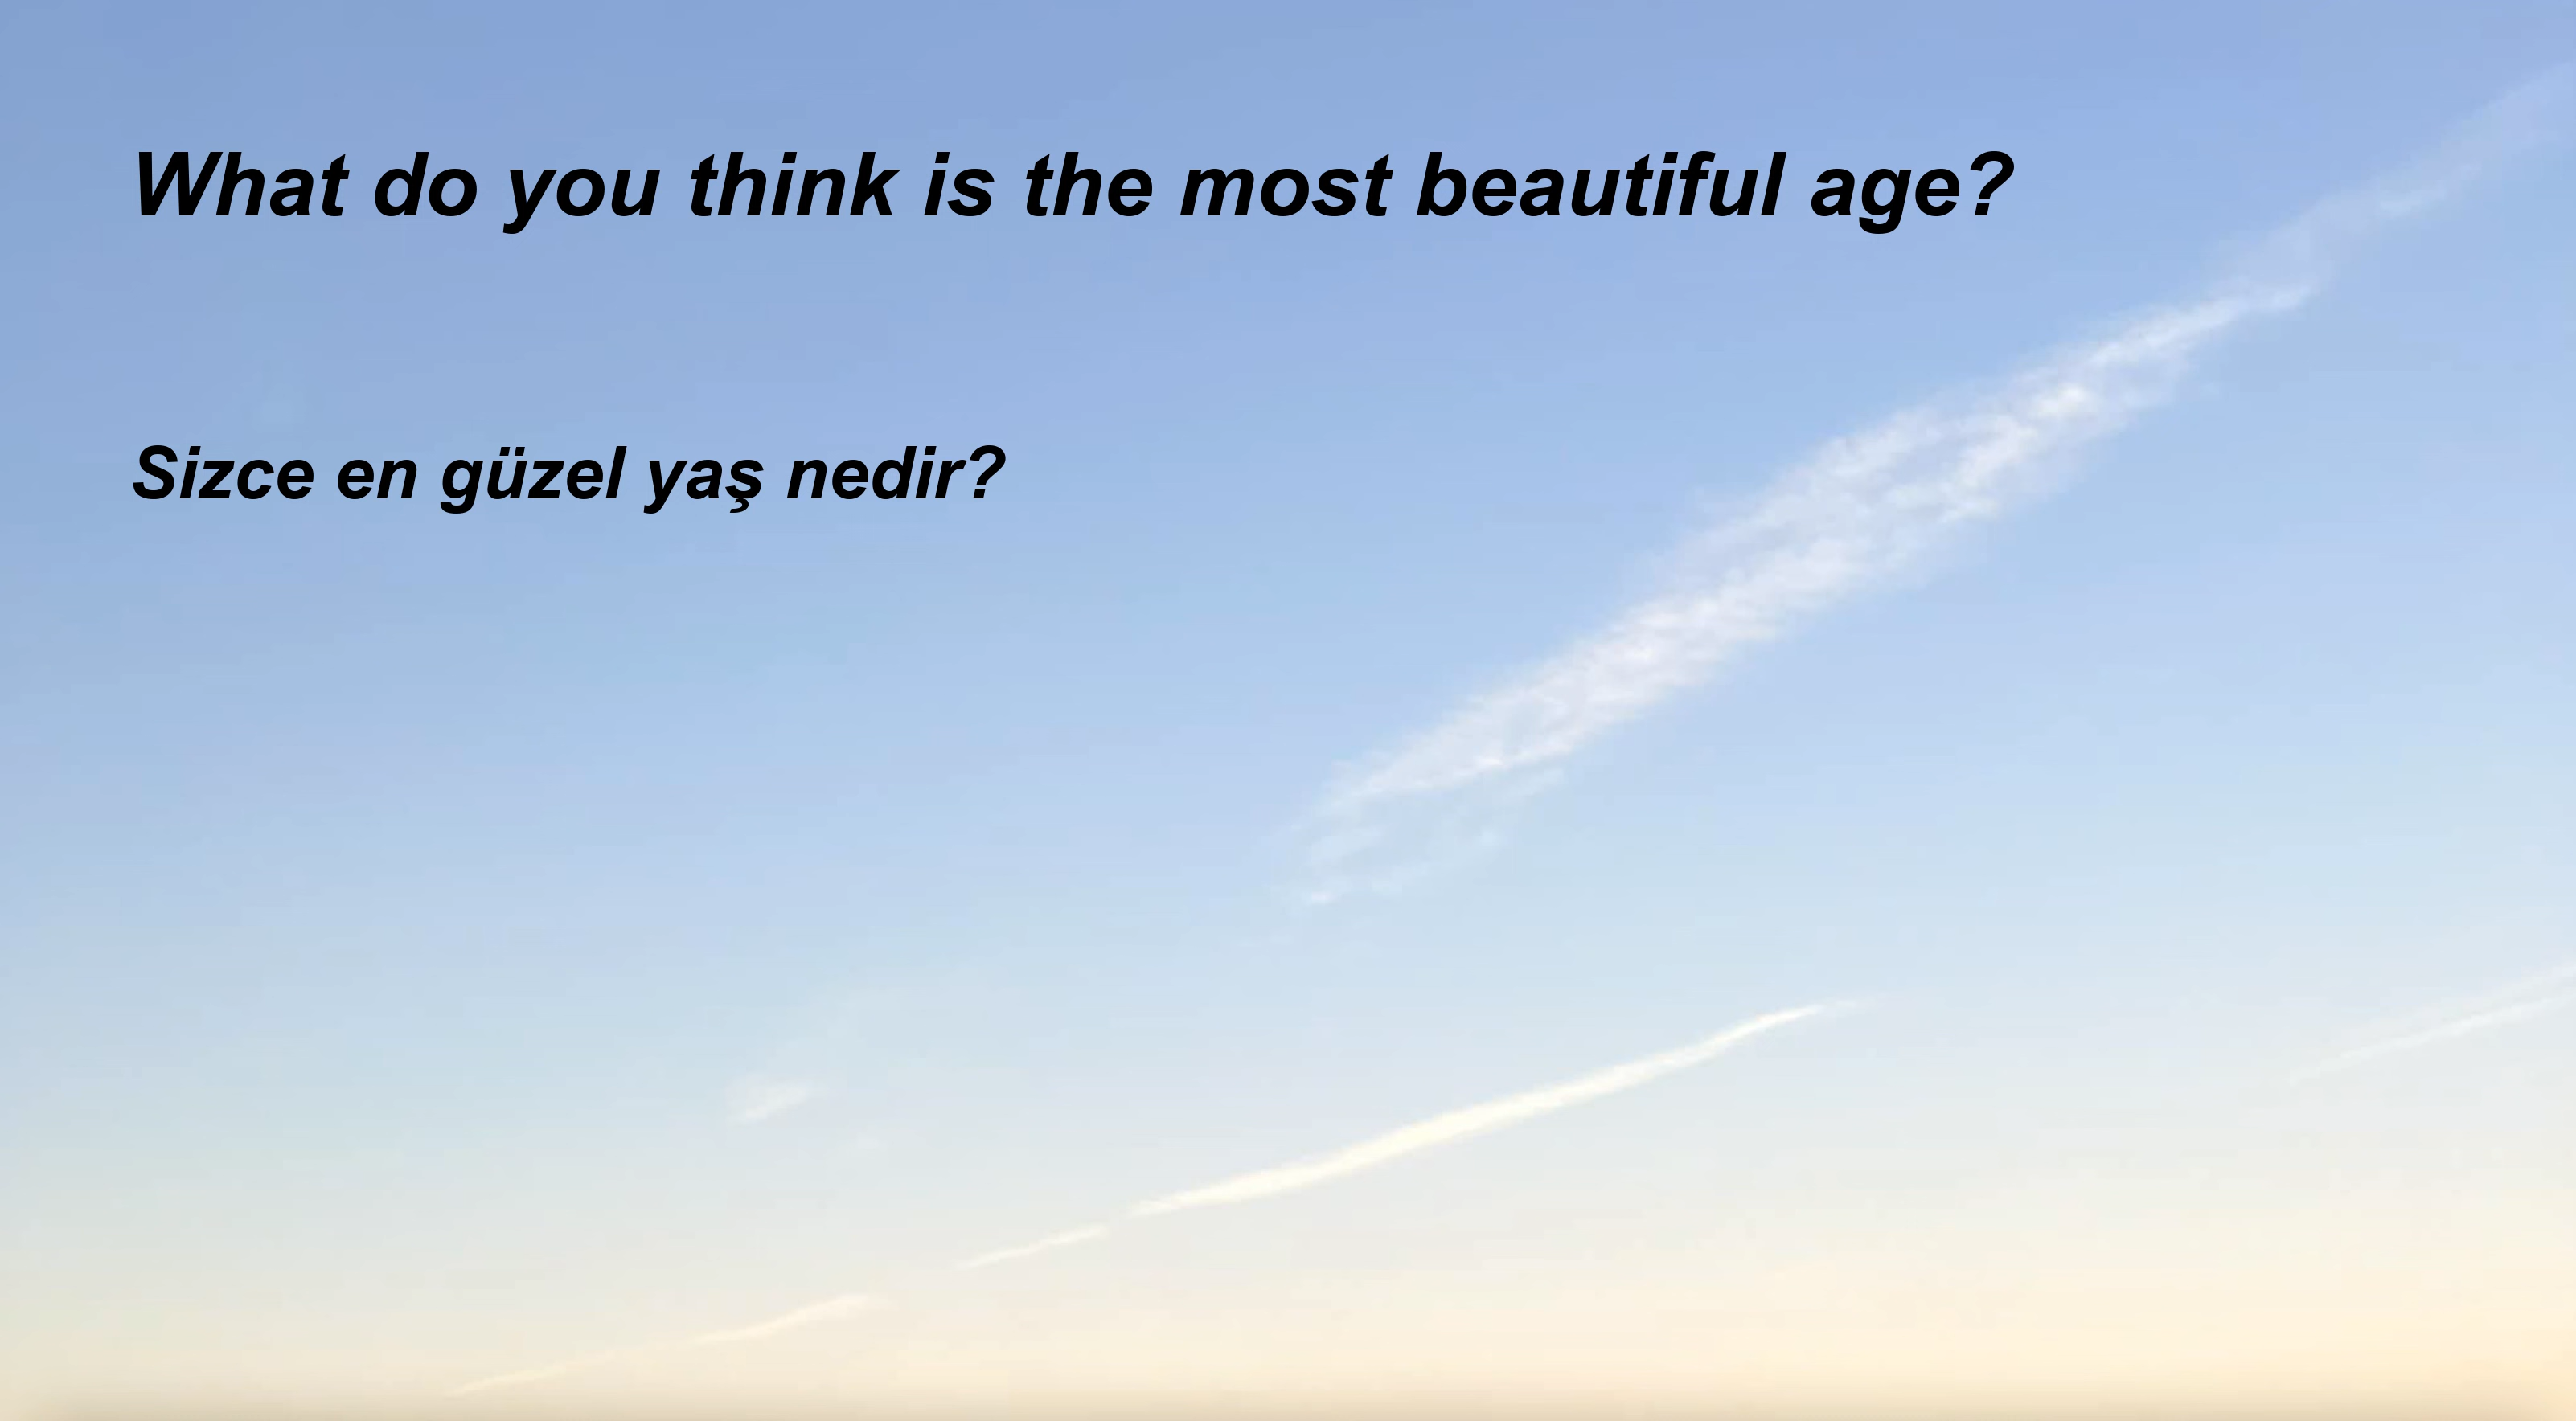 What do you think is the most beautiful age?
Sizce en güzel yaş nedir?